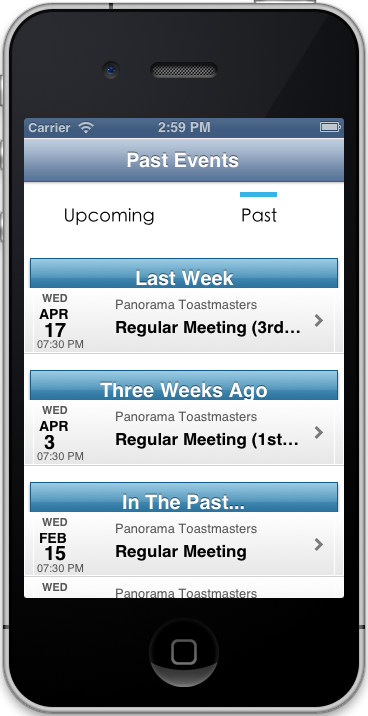 Carrier 2:59 PM
Past Events
Upcoming Past
Last Week
WED
APR
17
07:30 PM
Panorama Toastmasters
Regular Meeting (3rd...
Three Weeks Ago
WED
APR
3
07:30 PM
Panorama Toastmasters
Regular Meeting (1st...
In The Past...
WED
FEB
15
07:30 PM
Panorama Toastmasters
Regular Meeting
WED
Panorama Toastmasters